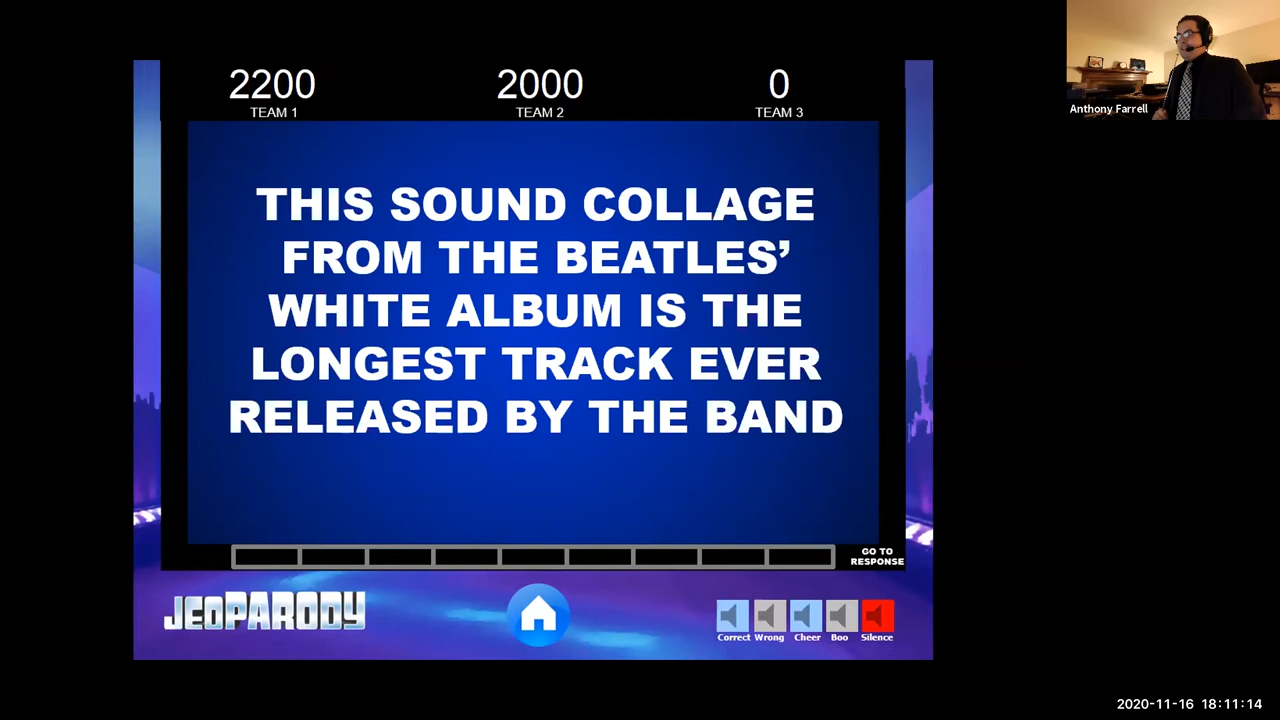 2200
TEAM 1
2000
TEAM 2
0
TEAM 3
THIS SOUND COLLAGE
FROM THE BEATLES’
WHITE ALBUM IS THE
LONGEST TRACK EVER
RELEASED BY THE BAND
GO TO
RESPONSE
JEOPARODY
Correct
Wrong
Cheer
Boo
Silence
Anthony Farrell
2020-11-16 18:11:14